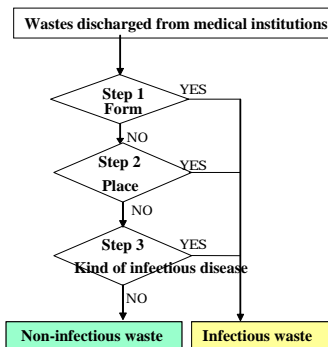 Wastes discharged from medical institutions
Step 1
Form
YES
NO
Step 2
Place
YES
NO
Step 3
Kind of infectious disease
YES
NO
Non-infectious waste
Infectious waste